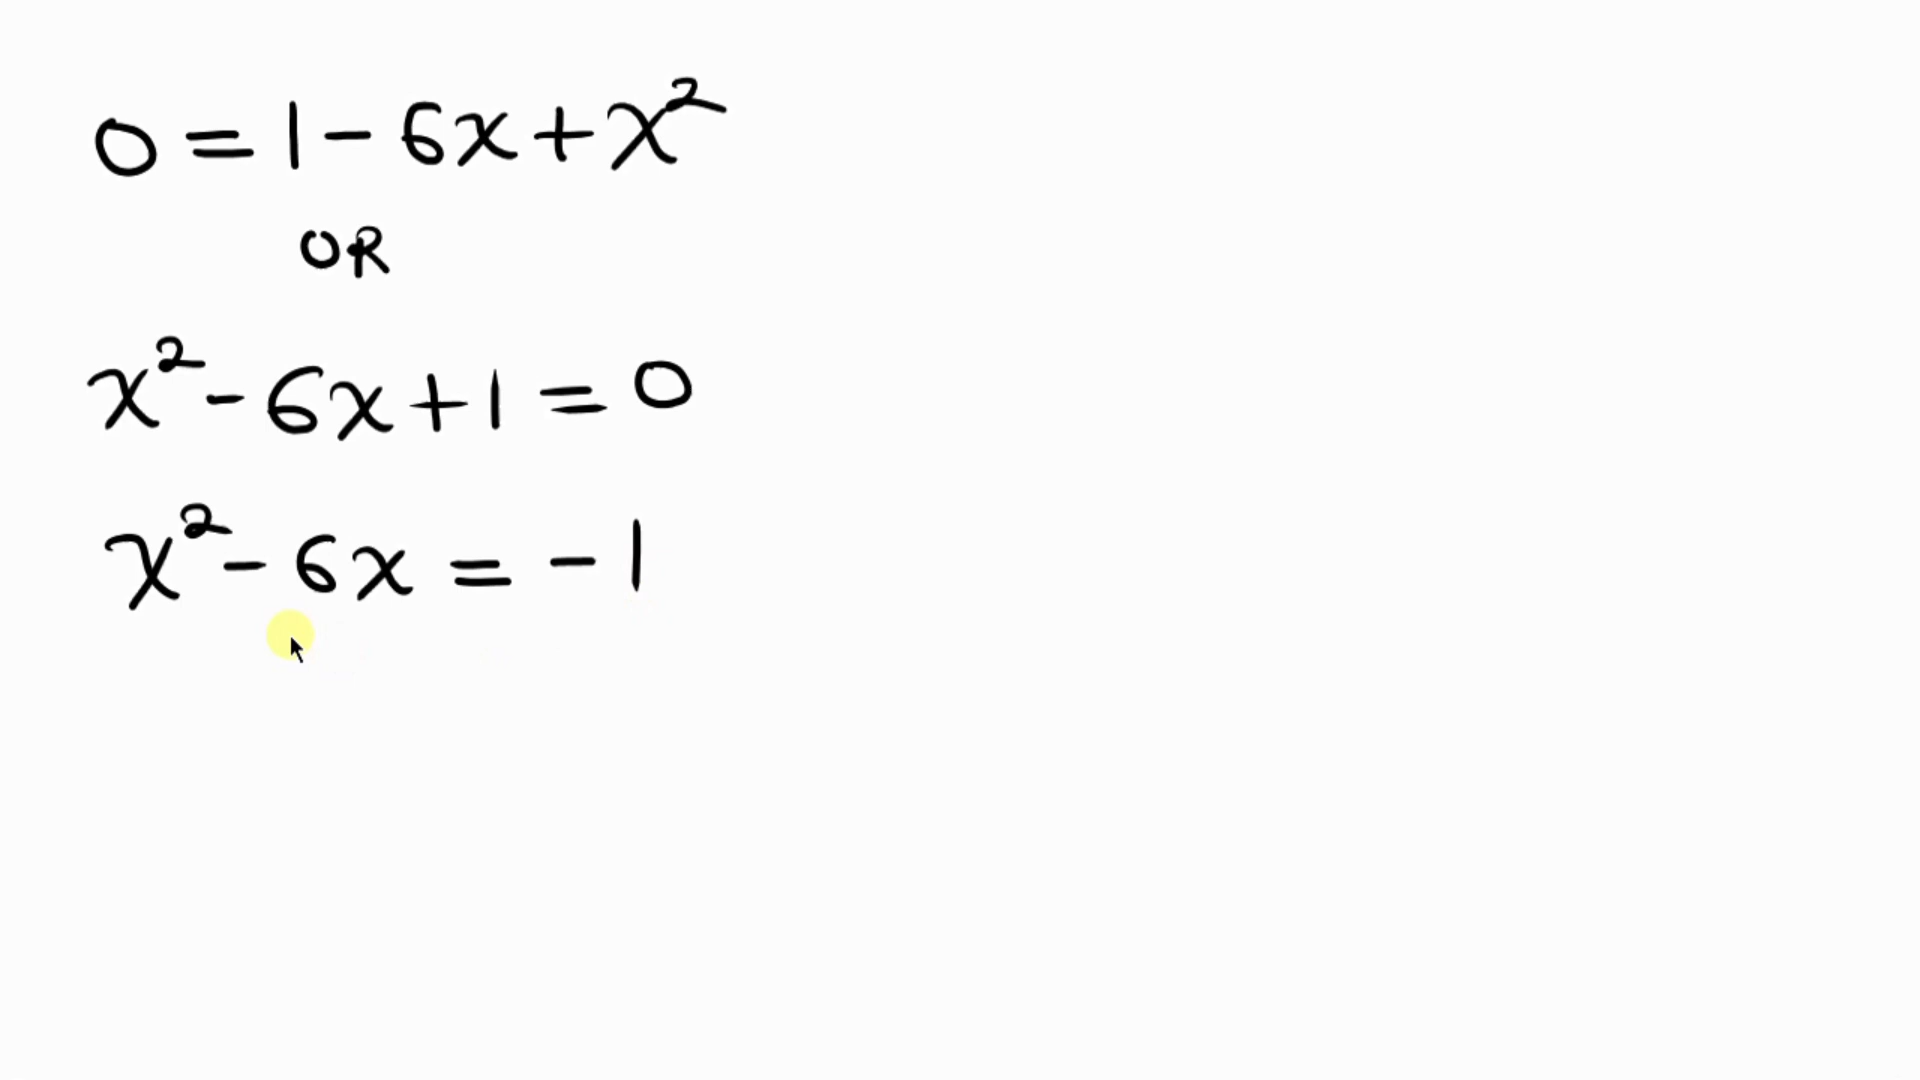 0 = 1 - 6x + x²
OR
x² - 6x + 1 = 0
x² - 6x = -1